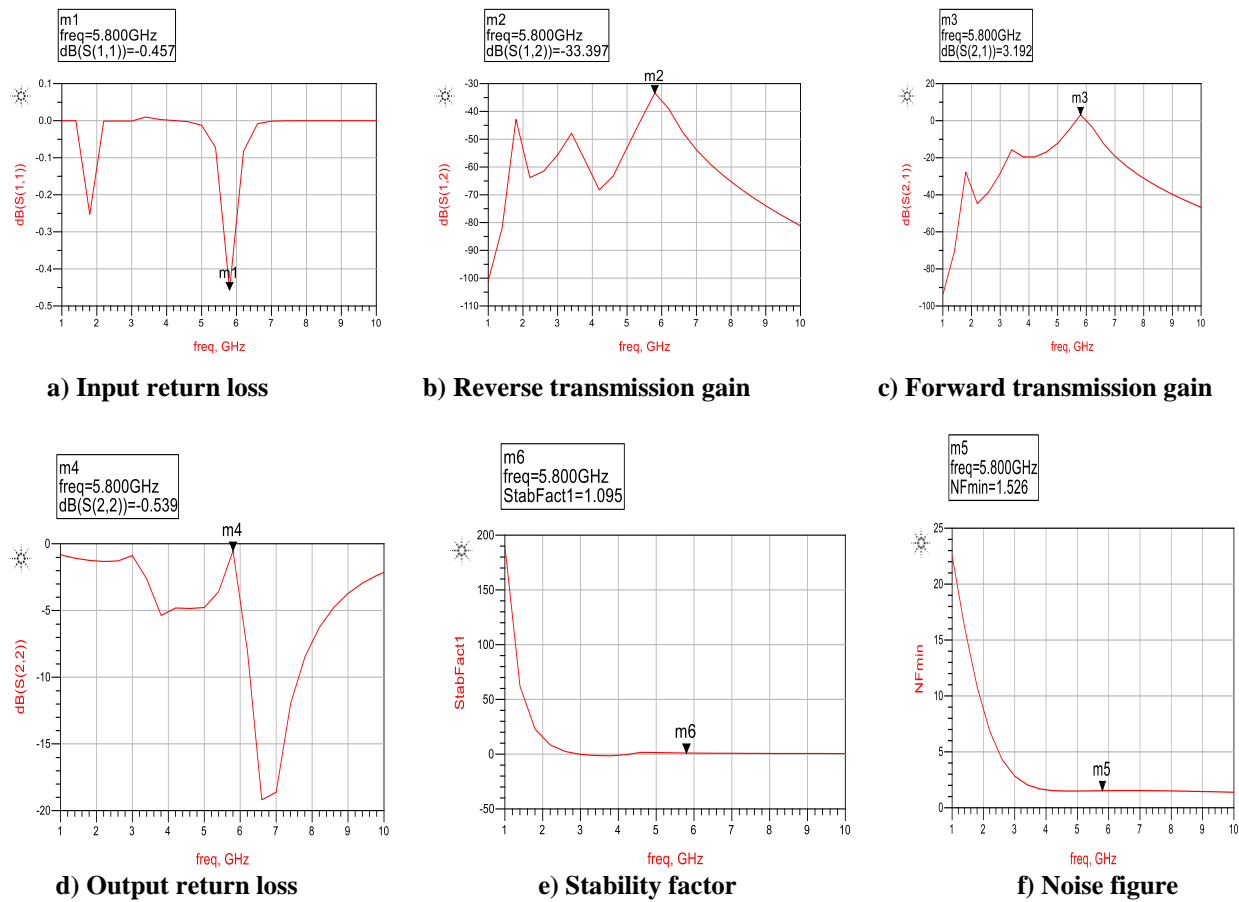 m1
freq=5.800GHz
dB(S(1,1))=-0.457
m2
freq=5.800GHz
dB(S(1,2))=-33.397
m3
freq=5.800GHz
dB(S(2,1))=3.192
0.1
0.0
-0.1
-0.2
-0.3
-0.4
-0.5
dB(S(1,1))
m1
1 2 3 4 5 6 7 8 9 10
freq, GHz
-30
-40
-50
-60
-70
-80
-90
-100
-110
dB(S(1,2))
m2
1 2 3 4 5 6 7 8 9 10
freq, GHz
20
0
-20
-40
-60
-80
-100
dB(S(2,1))
m3
1 2 3 4 5 6 7 8 9 10
freq, GHz
a) Input return loss
b) Reverse transmission gain
c) Forward transmission gain
m4
freq=5.800GHz
dB(S(2,2))=-0.539
m6
freq=5.800GHz
StabFact1=1.095
m5
freq=5.800GHz
NFmin=1.526
0
-5
-10
-15
-20
dB(S(2,2))
m4
1 2 3 4 5 6 7 8 9 10
freq, GHz
200
150
100
50
0
-50
StabFact1
m6
1 2 3 4 5 6 7 8 9 10
freq, GHz
25
20
15
10
5
0
NFmin
m5
1 2 3 4 5 6 7 8 9 10
freq, GHz
d) Output return loss
e) Stability factor
f) Noise figure